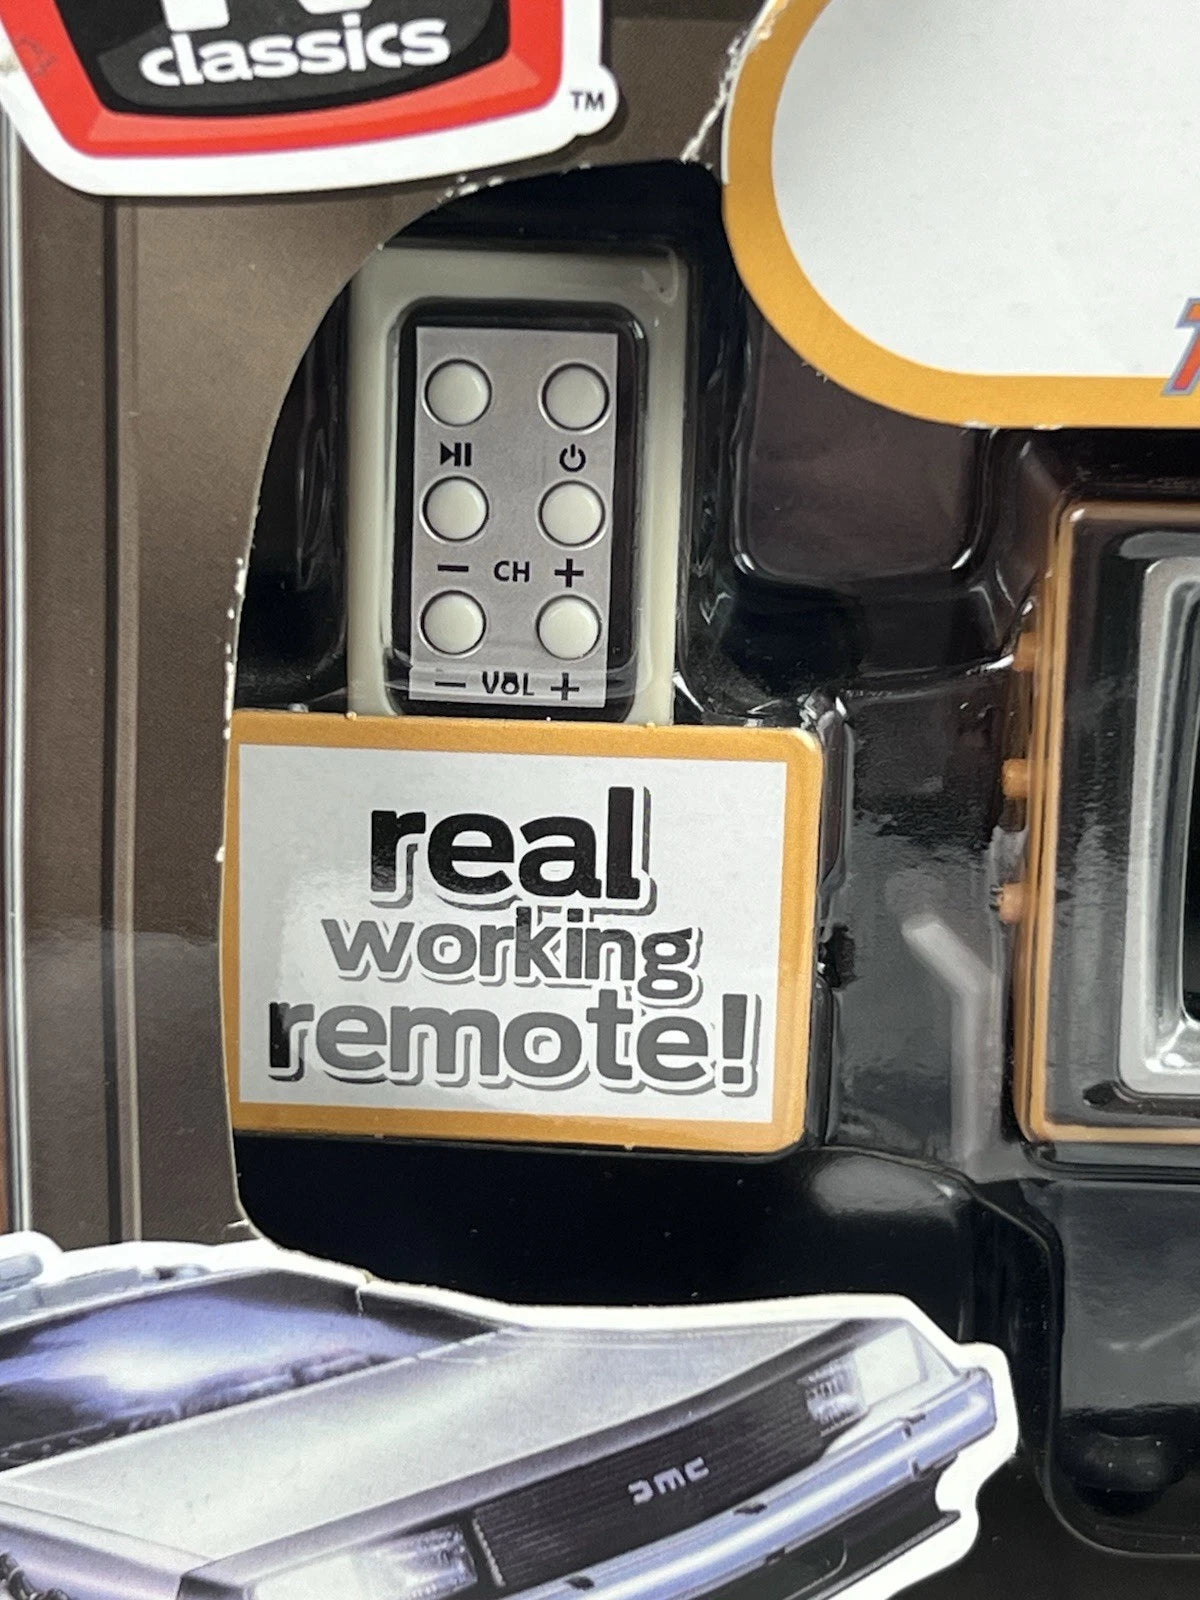 classics
TM
- CH +
- VOL +
real
working
remote!
DMC